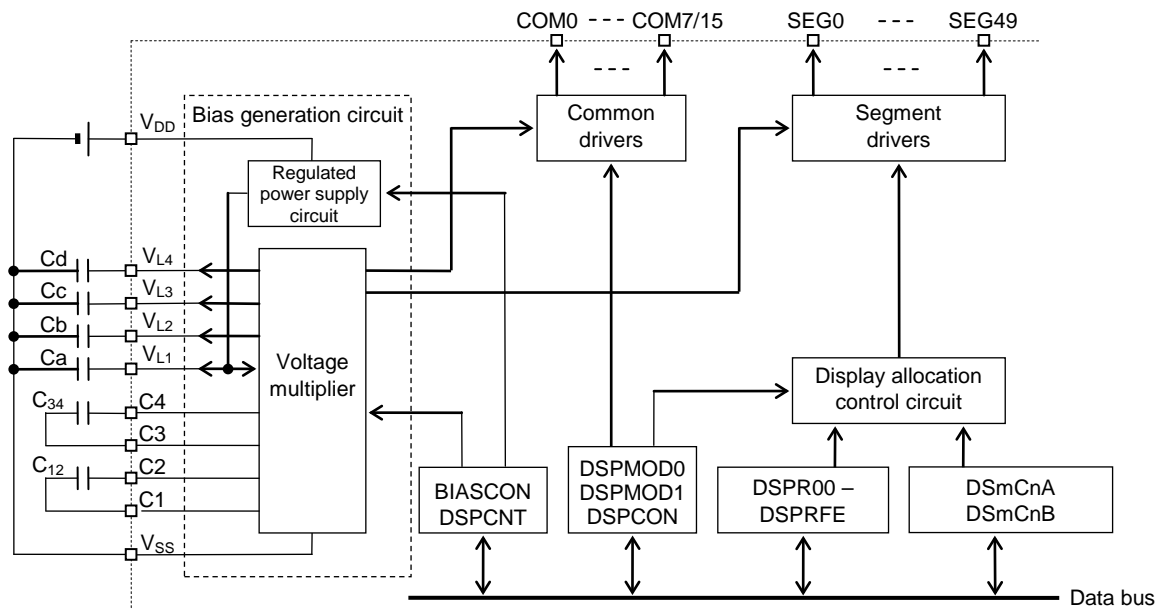 COM0 --- COM7/15 SEG0 --- SEG49
--- ---
Bias generation circuit
Common
drivers
Segment
drivers
VDD
Regulated
power supply
circuit
Cd VL4
Cc VL3
Cb VL2
Ca VL1
Voltage
multiplier
Display allocation
control circuit
C34 C4
C3
C12 C2
C1
VSS
BIASCON
DSPCNT
DSPMOD0
DSPMOD1
DSPCON
DSPR00 –
DSPRFE
DSmCnA
DSmCnB
Data bus